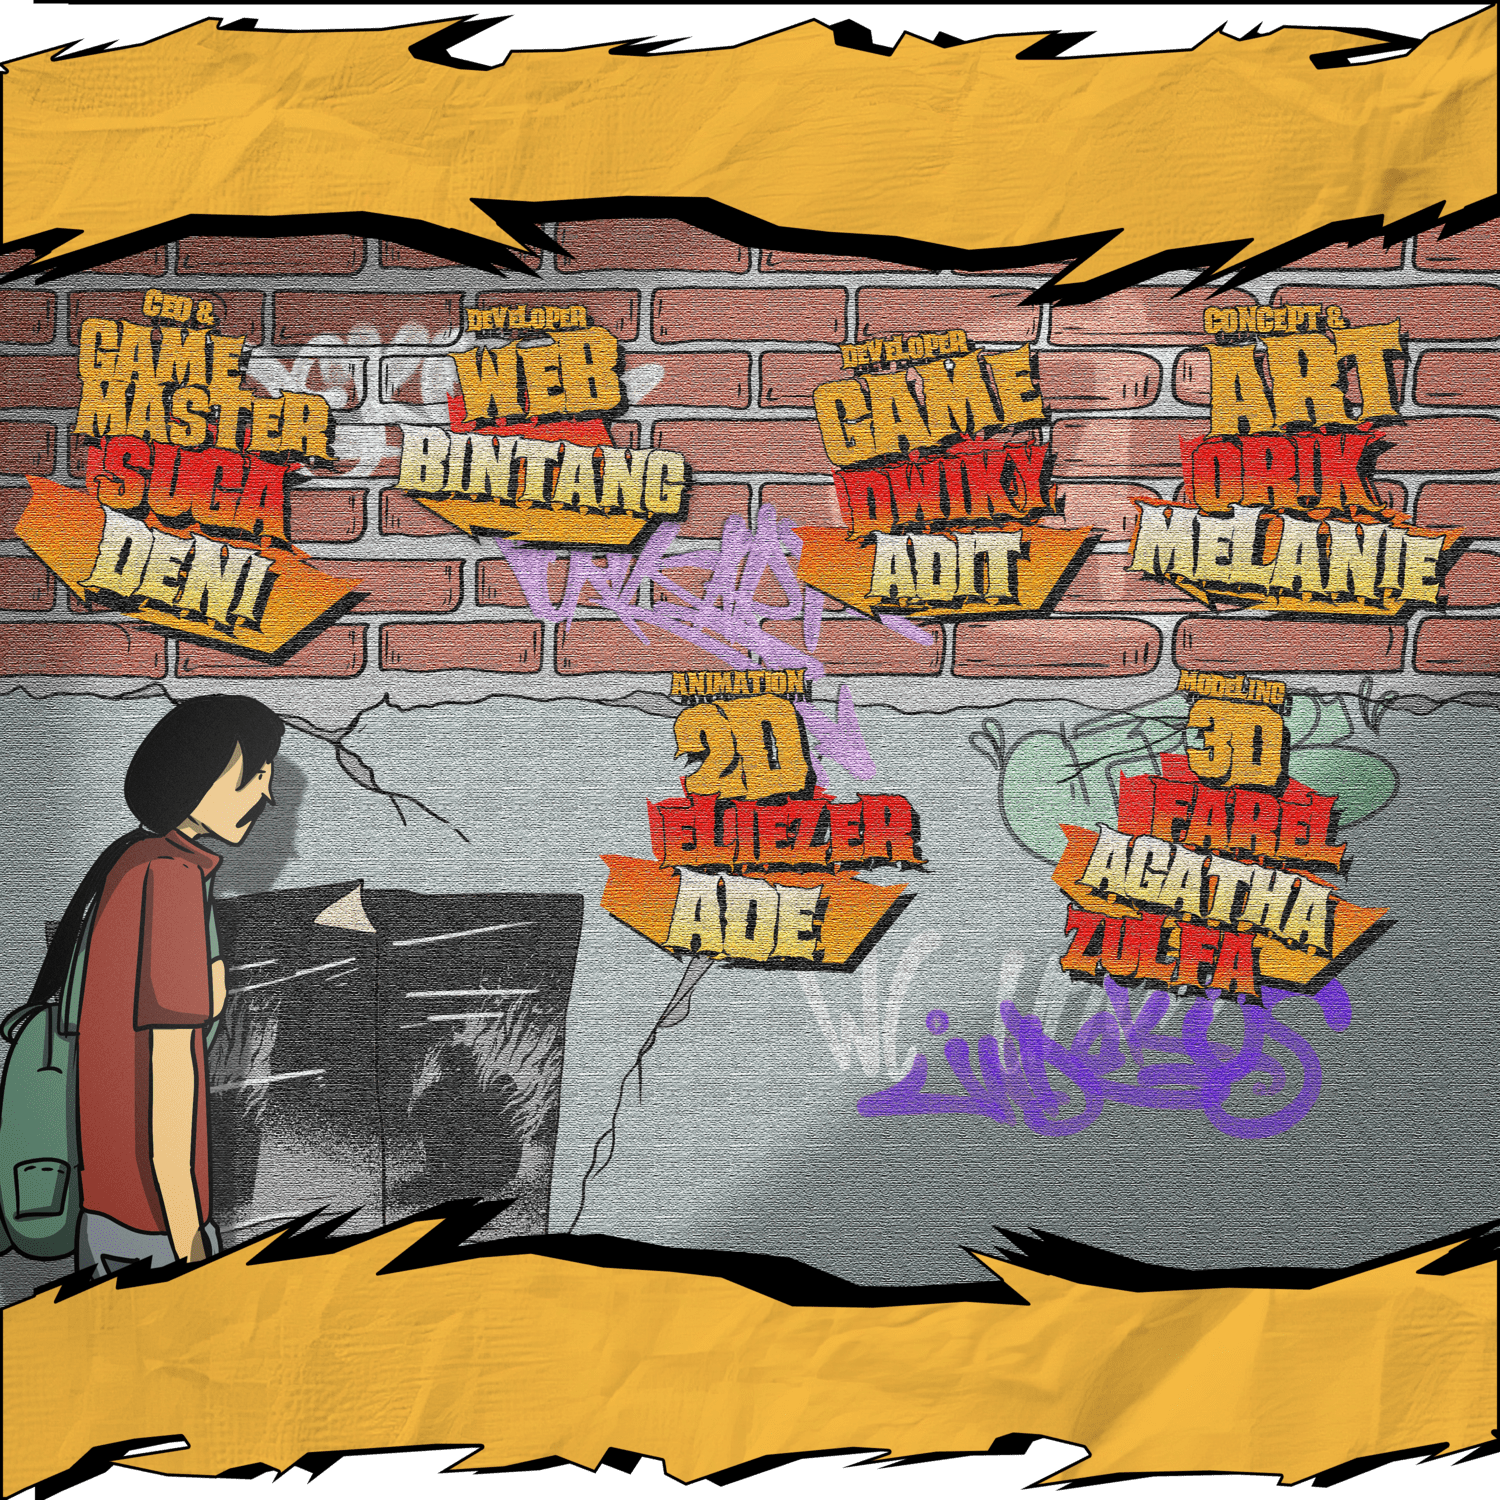 CEO &
GAME
MASTER
SUGA
DENI
DEVELOPER
WEB
BINTANG
DEVELOPER
GAME
DWIKY
ADIT
CONCEPT &
ART
ORIK
MELANIE
ANIMATION
2D
ELIEZER
ADE
MODELING
3D
FAREL
AGATHA
ZULFA